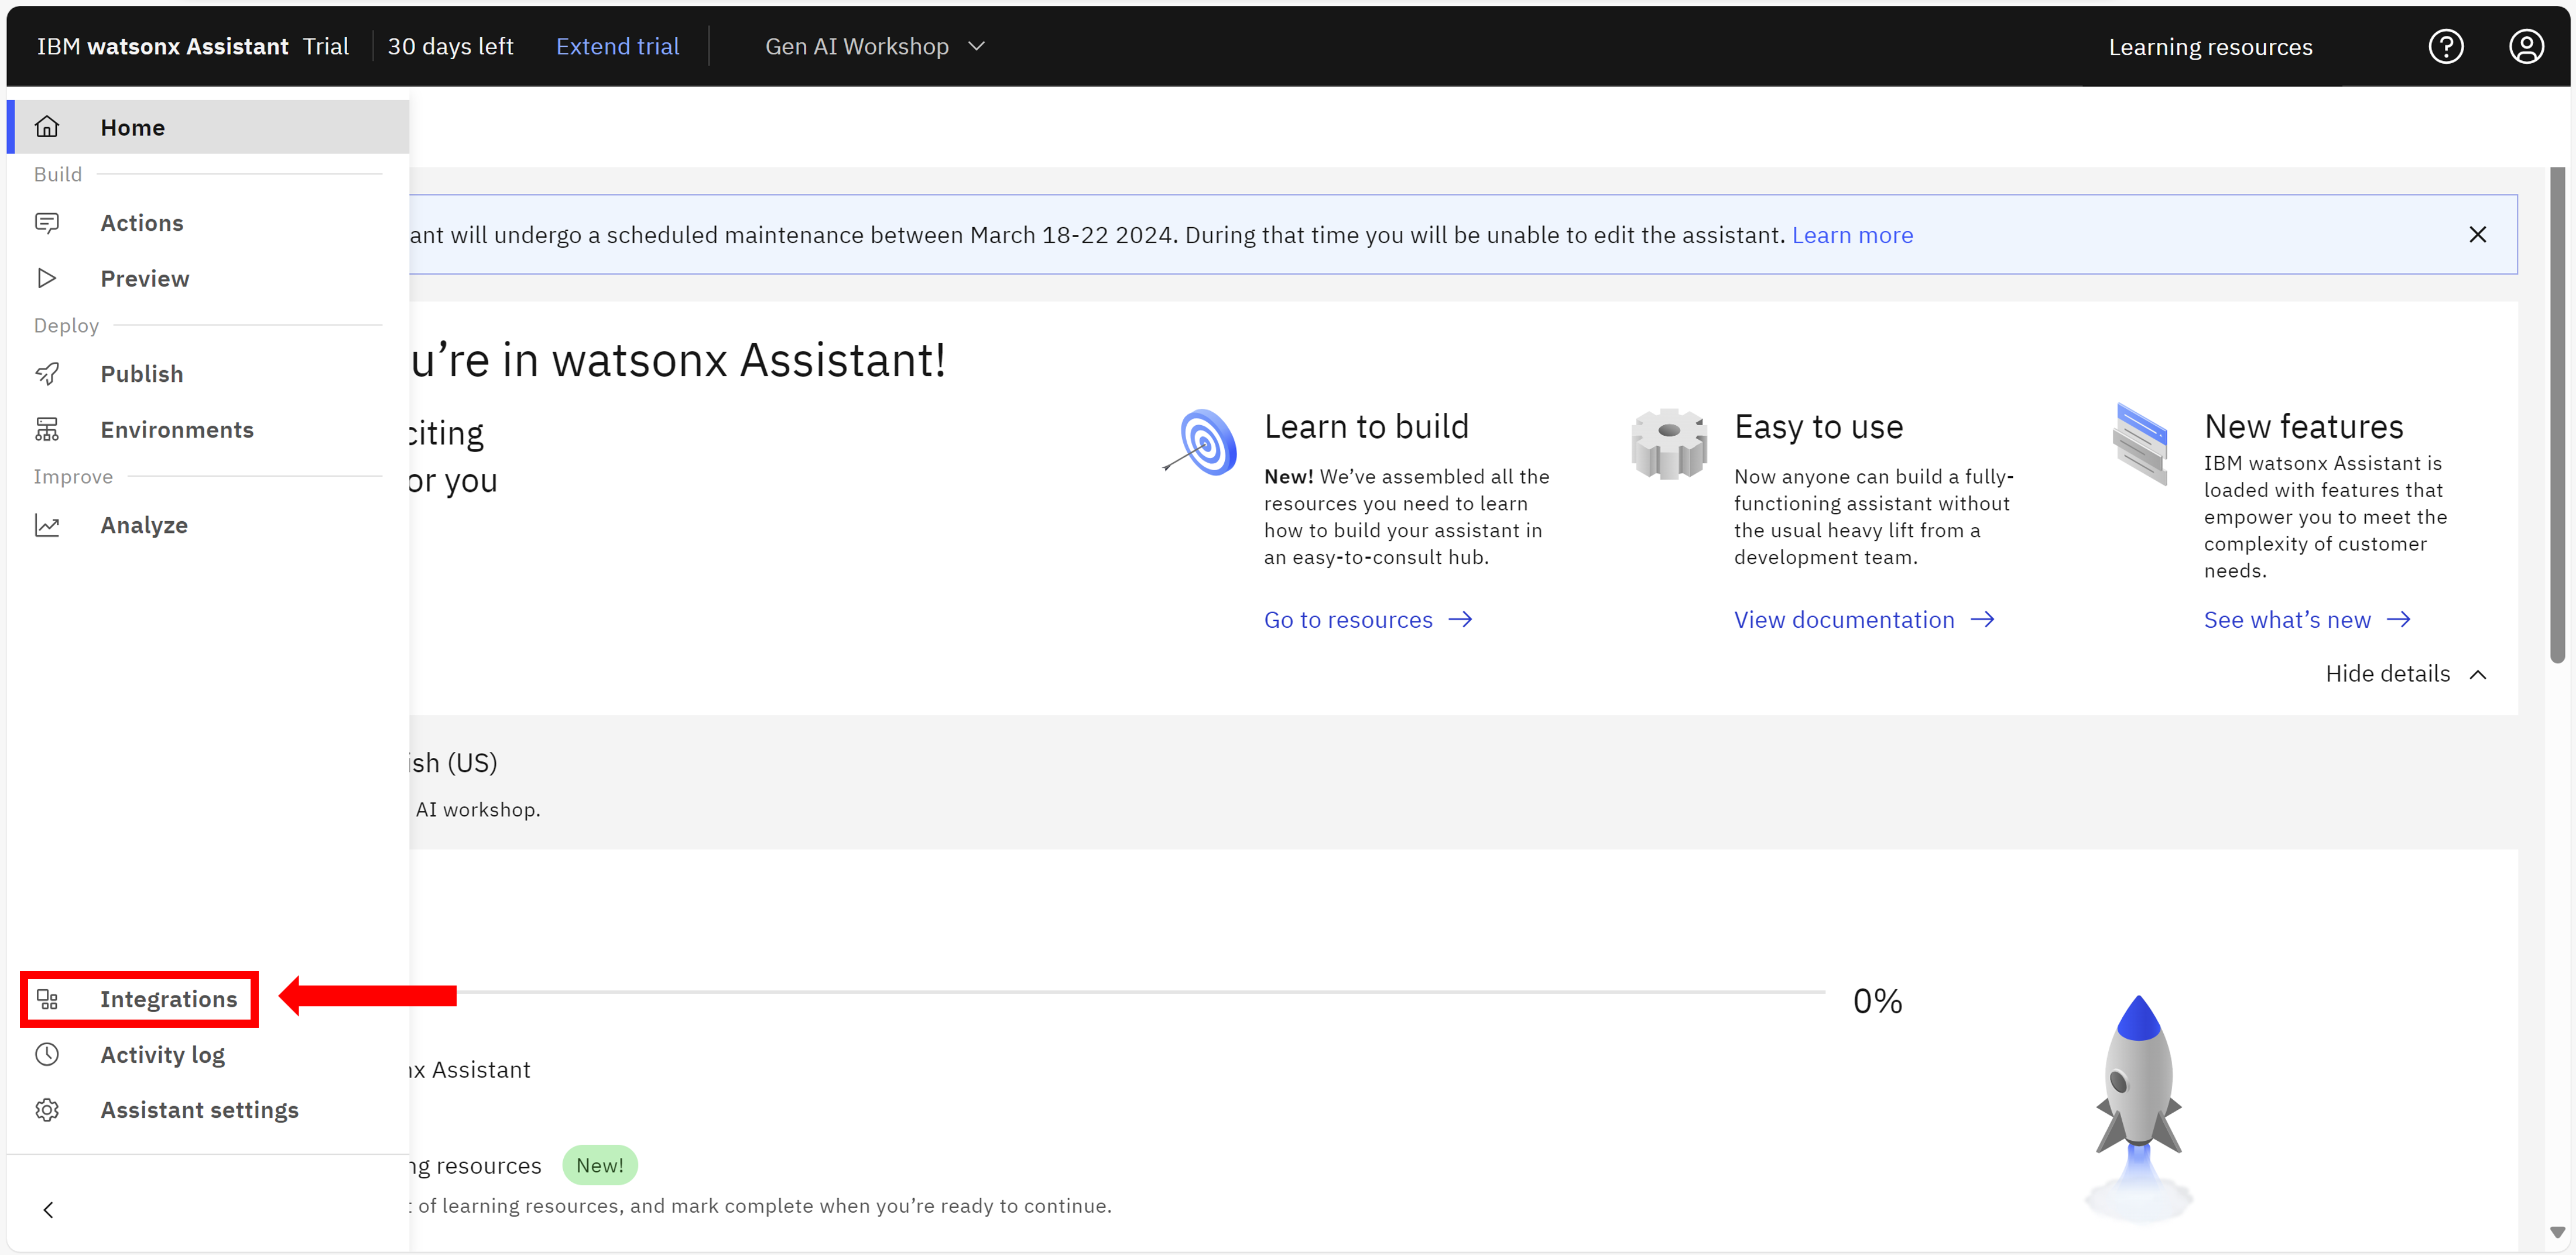 IBM watsonx Assistant Trial 30 days left Extend trial Gen AI Workshop Learning resources
Home
Build
Actions
Preview
Deploy
Publish
Environments
Improve
Analyze
Integrations
Activity log
Assistant settings
ant will undergo a scheduled maintenance between March 18-22 2024. During that time you will be unable to edit the assistant. Learn more
u’re in watsonx Assistant!
citing
or you
Learn to build
New! We’ve assembled all the
resources you need to learn
how to build your assistant in
an easy-to-consult hub.
Go to resources
Easy to use
Now anyone can build a fully-
functioning assistant without
the usual heavy lift from a
development team.
View documentation
New features
IBM watsonx Assistant is
loaded with features that
empower you to meet the
complexity of customer
needs.
See what’s new
Hide details
ish (US)
AI workshop.
0%
x Assistant
ng resources New!
of learning resources, and mark complete when you’re ready to continue.